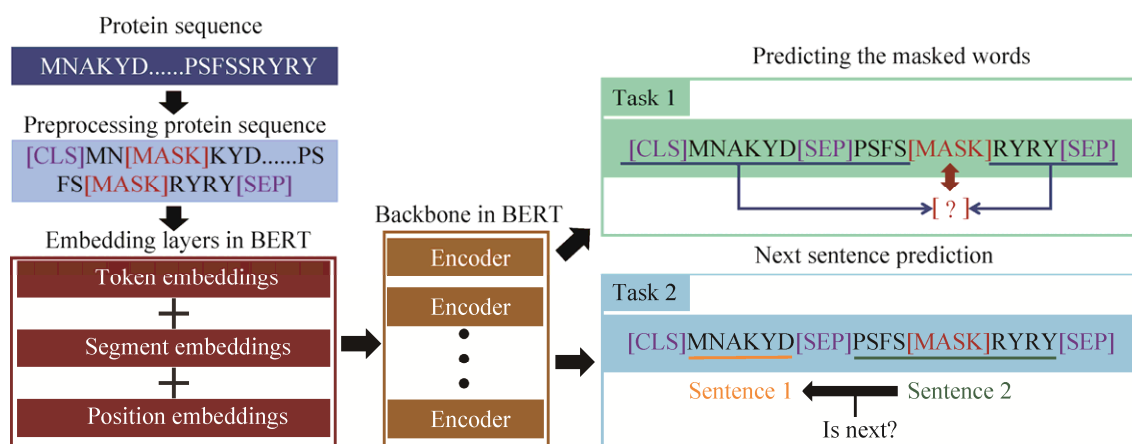 Protein sequence
MNAKYD......PSFSSRYRY
Preprocessing protein sequence
[CLS]MN[MASK]KYD......PS
FS[MASK]RYRY[SEP]
Embedding layers in BERT
Token embeddings
+
Segment embeddings
+
Position embeddings
Backbone in BERT
Encoder
Encoder
Encoder
Predicting the masked words
Task 1
[CLS]MNAKYD[SEP]PSFS[MASK]RYRY[SEP]
[ ? ]
Next sentence prediction
Task 2
[CLS]MNAKYD[SEP]PSFS[MASK]RYRY[SEP]
Sentence 1
Sentence 2
Is next?